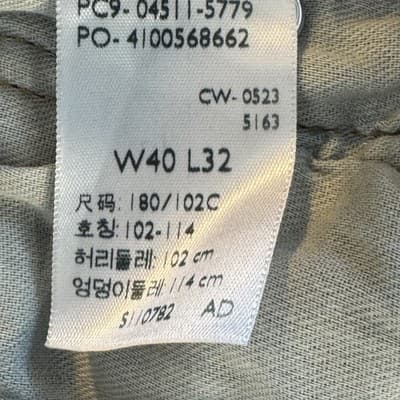 PC9- 04511-5779
PO- 4100568662
CW- 0523
5163
W40 L32
尺码: 180/102C
호칭: 102-114
허리둘레: 102 cm
엉덩이둘레: 114 cm
S110782 AD